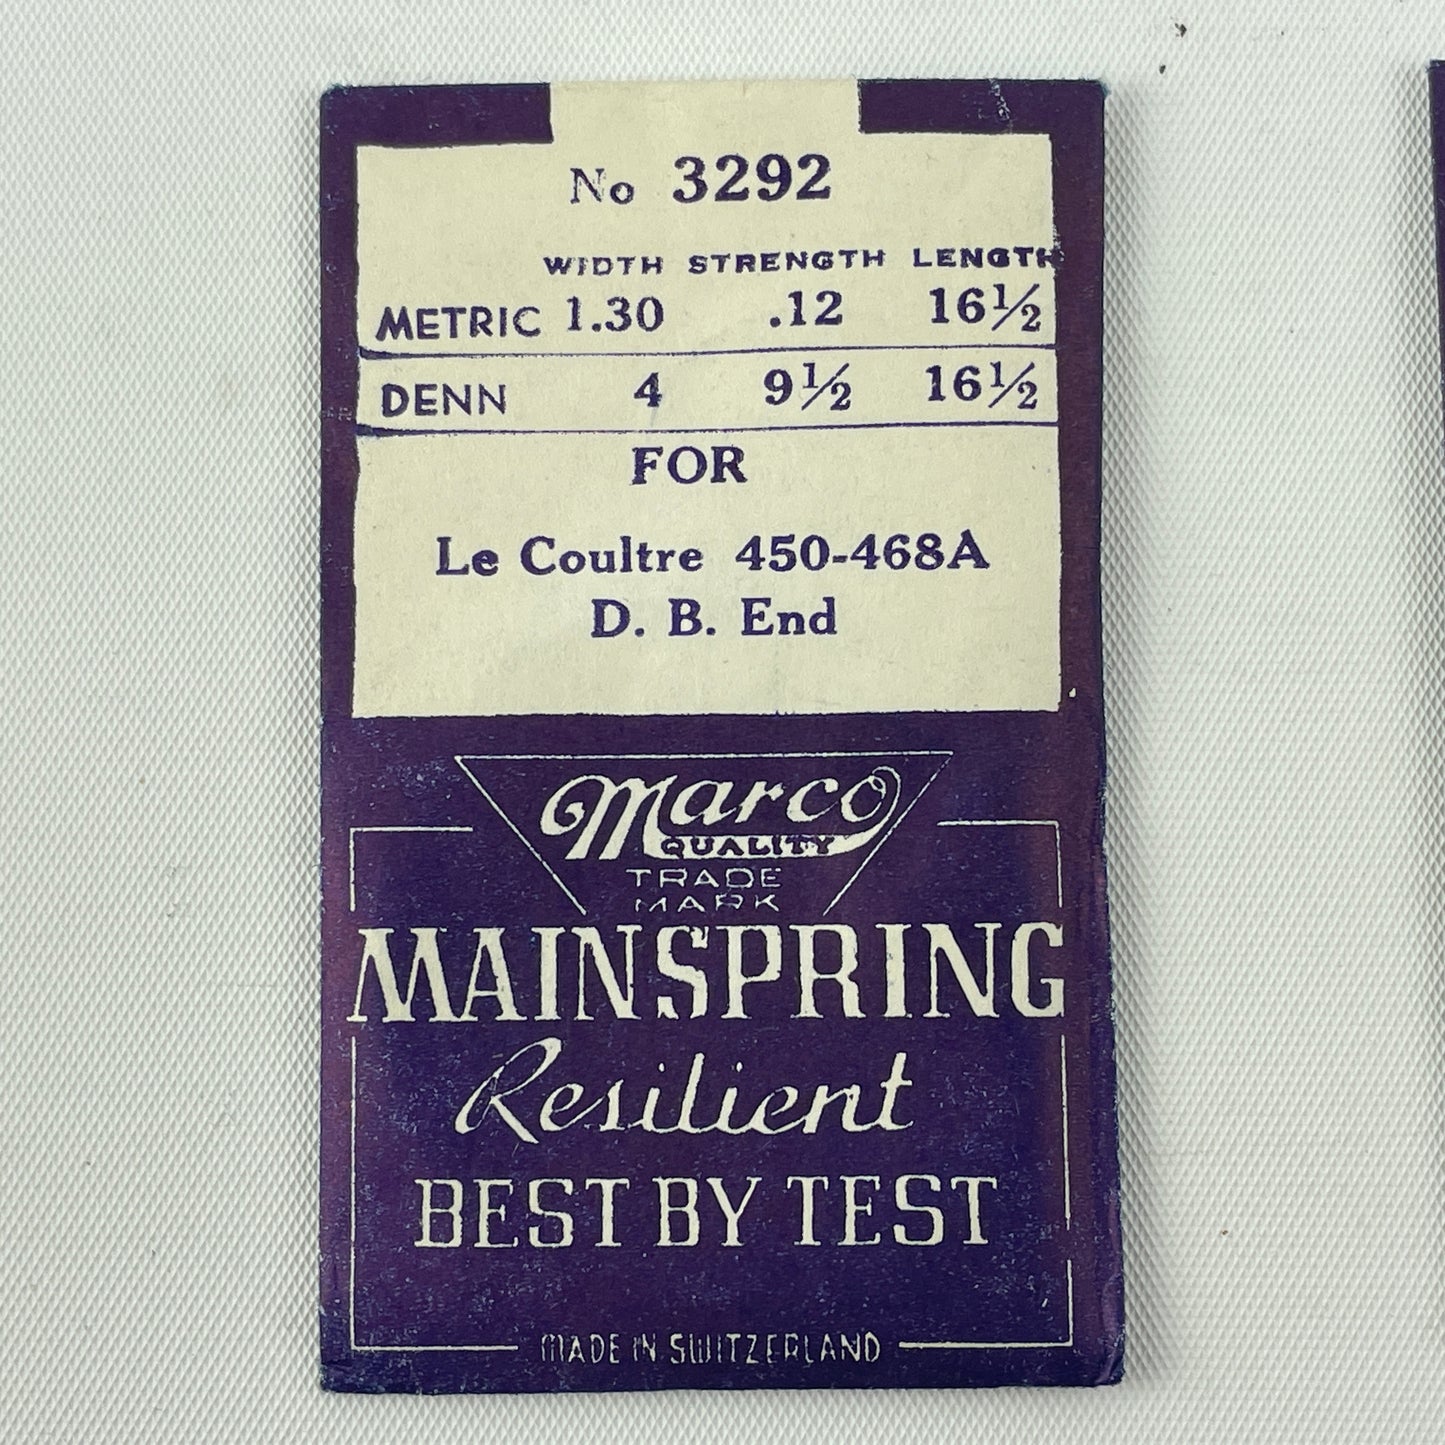 No 3292
WIDTH STRENGTH LENGTH
METRIC 1.30 .12 16½
DENN 4 9½ 16½
FOR
Le Coultre 450-468A
D. B. End
Marco
QUALITY
TRADE
MARK
MAINSPRING
Resilient
BEST BY TEST
MADE IN SWITZERLAND